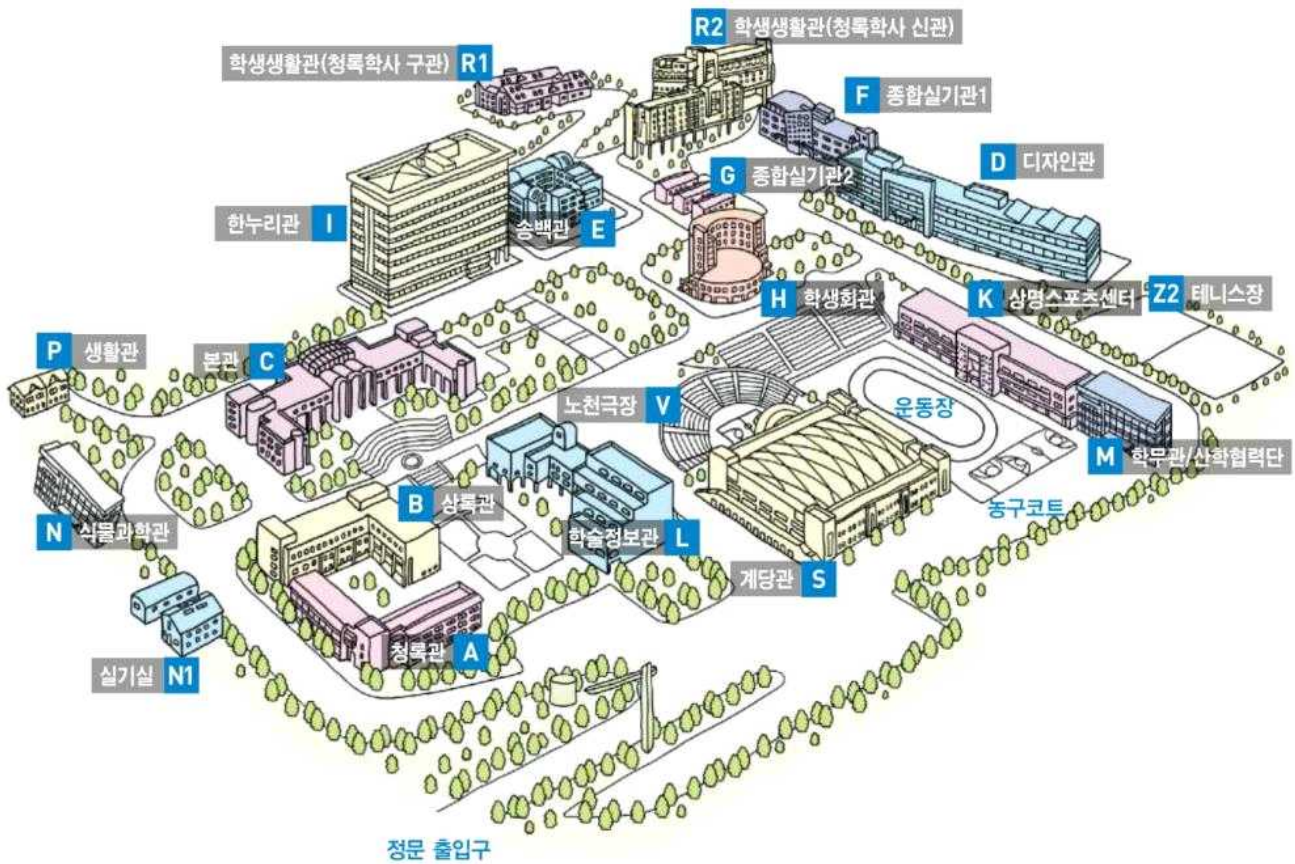 R2 학생생활관(청록학사 신관)
학생생활관(청록학사 구관) R1
F 종합실기관1
D 디자인관
G 종합실기관2
한누리관 I
송백관 E
H 학생회관
K 상명스포츠센터
Z2 테니스장
P 생활관
본관 C
노천극장 V
운동장
M 학무관/산학협력단
B 상록관
농구코트
N 식물과학관
학술정보관 L
계당관 S
청록관 A
실기실 N1
정문 출입구